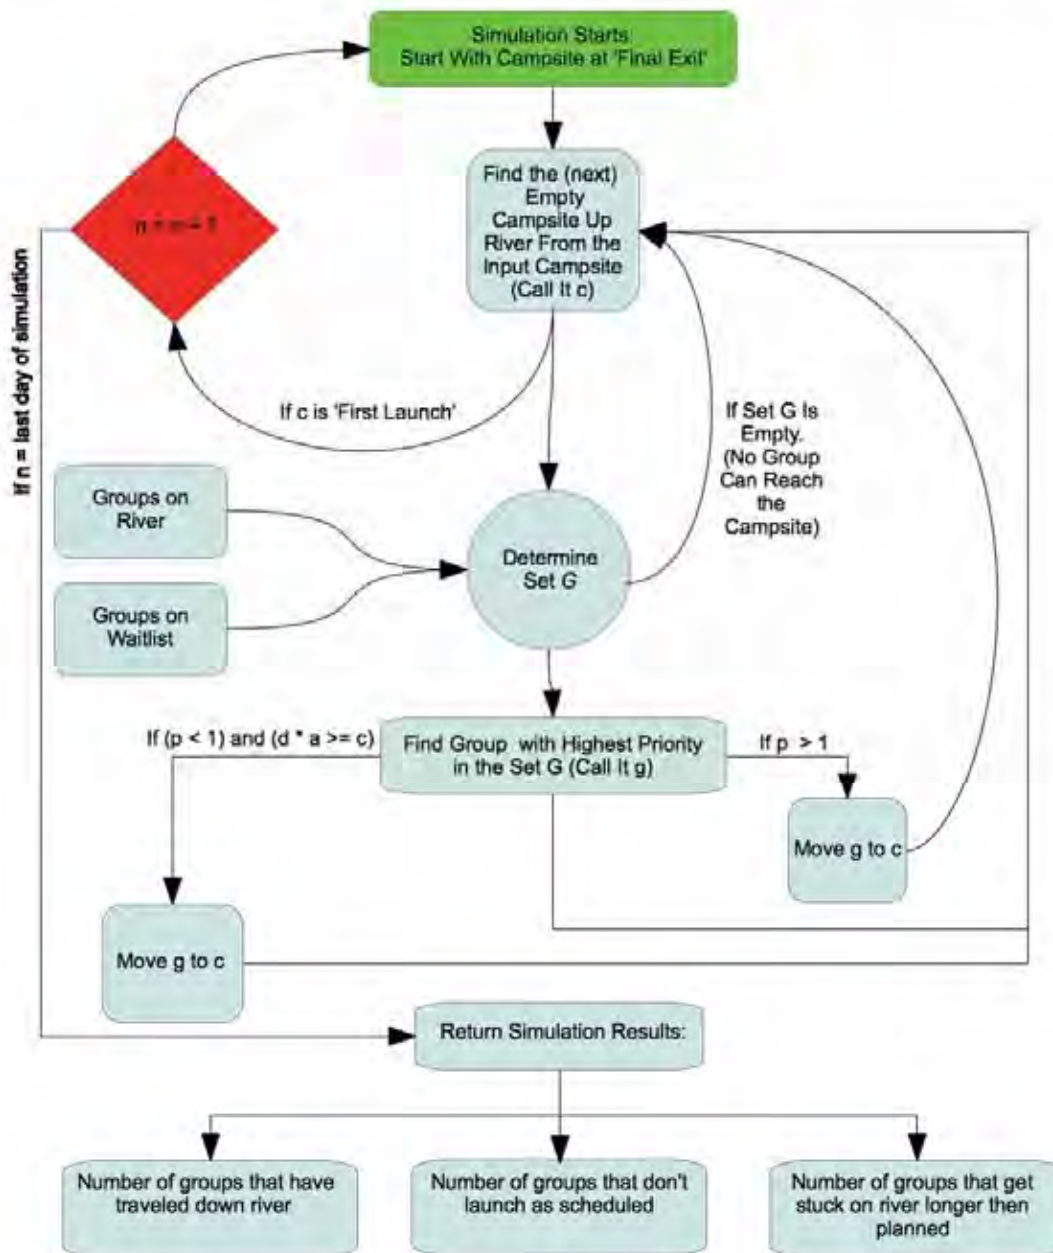 Simulation Starts:
Start With Campsite at 'Final Exit'
Find the (next)
Empty
Campsite Up
River From the
Input Campsite
(Call It c)
If n = last day of simulation
If c is 'First Launch'
If Set G Is
Empty.
(No Group
Can Reach
the
Campsite)
Groups on
River
Determine
Set G
Groups on
Waitlist
If (p < 1) and (d * a >= c)
Find Group with Highest Priority
in the Set G (Call It g)
If p > 1
Move g to c
Move g to c
Return Simulation Results:
Number of groups that have
traveled down river
Number of groups that don't
launch as scheduled
Number of groups that get
stuck on river longer then
planned